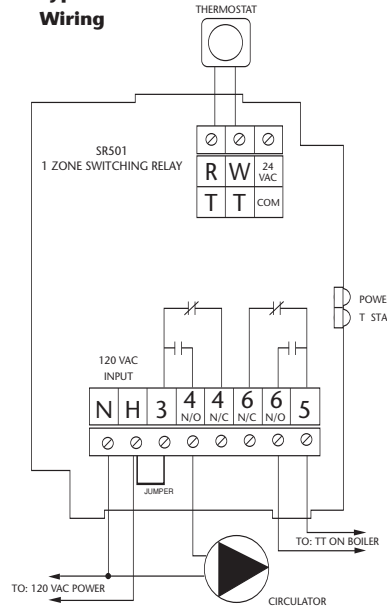 Wiring
THERMOSTAT
SR501
1 ZONE SWITCHING RELAY
R W 24 VAC
T T COM
POWE
T STA
120 VAC
INPUT
N H 3 4 N/O 4 N/C 6 N/C 6 N/O 5
JUMPER
TO: TT ON BOILER
TO: 120 VAC POWER
CIRCULATOR